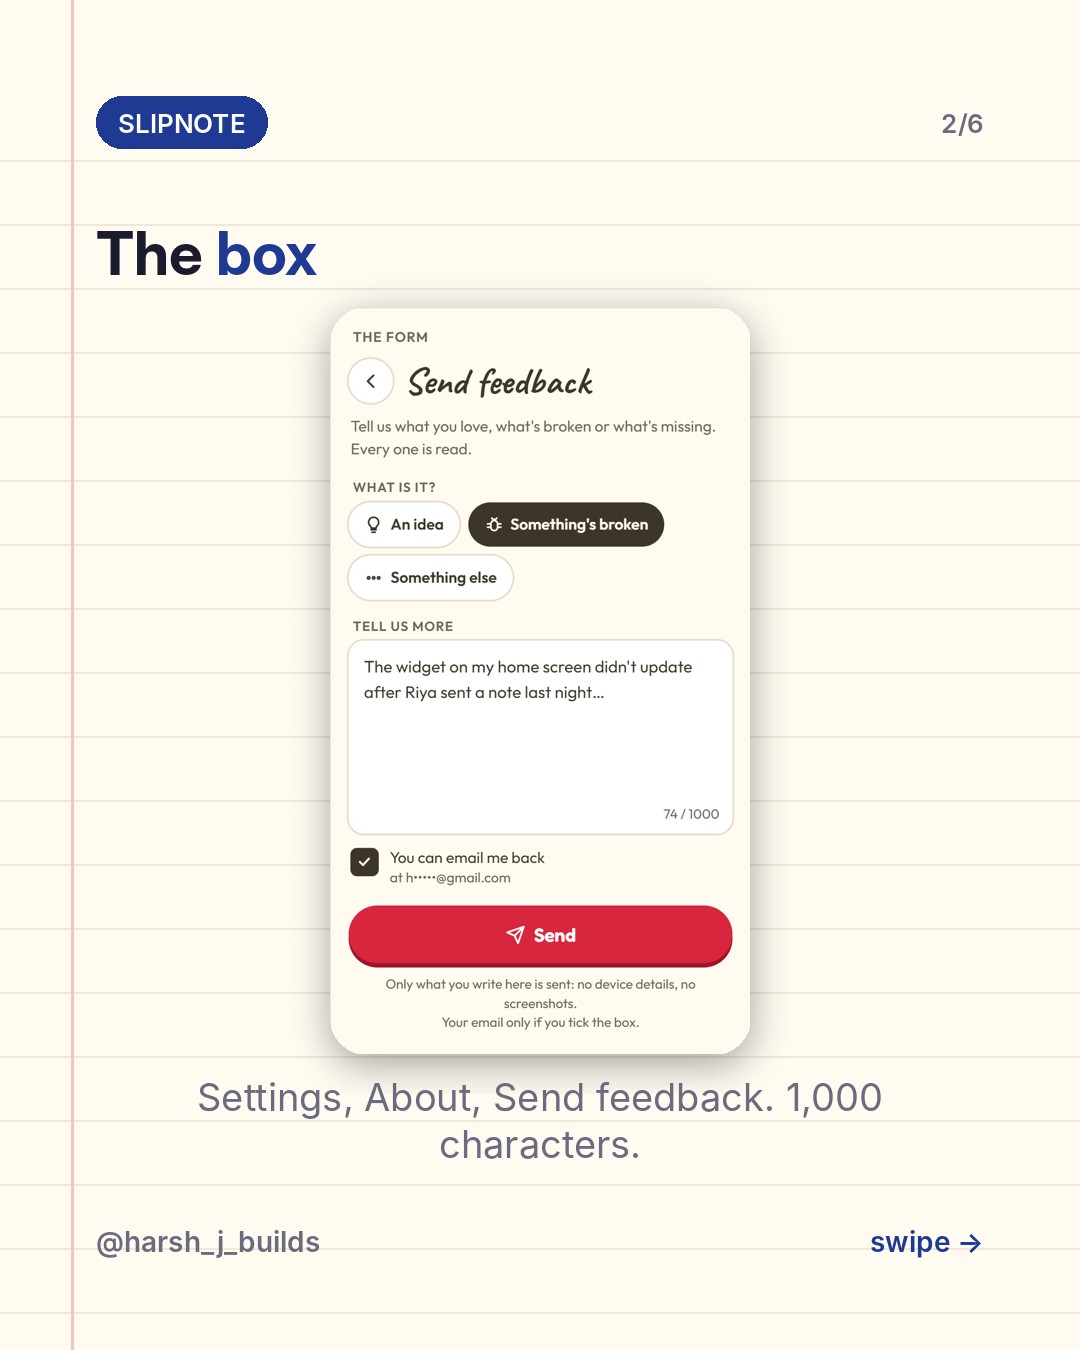 SLIPNOTE
2/6
The box
THE FORM
Send feedback
Tell us what you love, what's broken or what's missing.
Every one is read.
WHAT IS IT?
An idea
Something's broken
Something else
TELL US MORE
The widget on my home screen didn't update
after Riya sent a note last night...
74 / 1000
You can email me back
at h•••••@gmail.com
Send
Only what you write here is sent: no device details, no
screenshots.
Your email only if you tick the box.
Settings, About, Send feedback. 1,000
characters.
@harsh_j_builds
swipe →